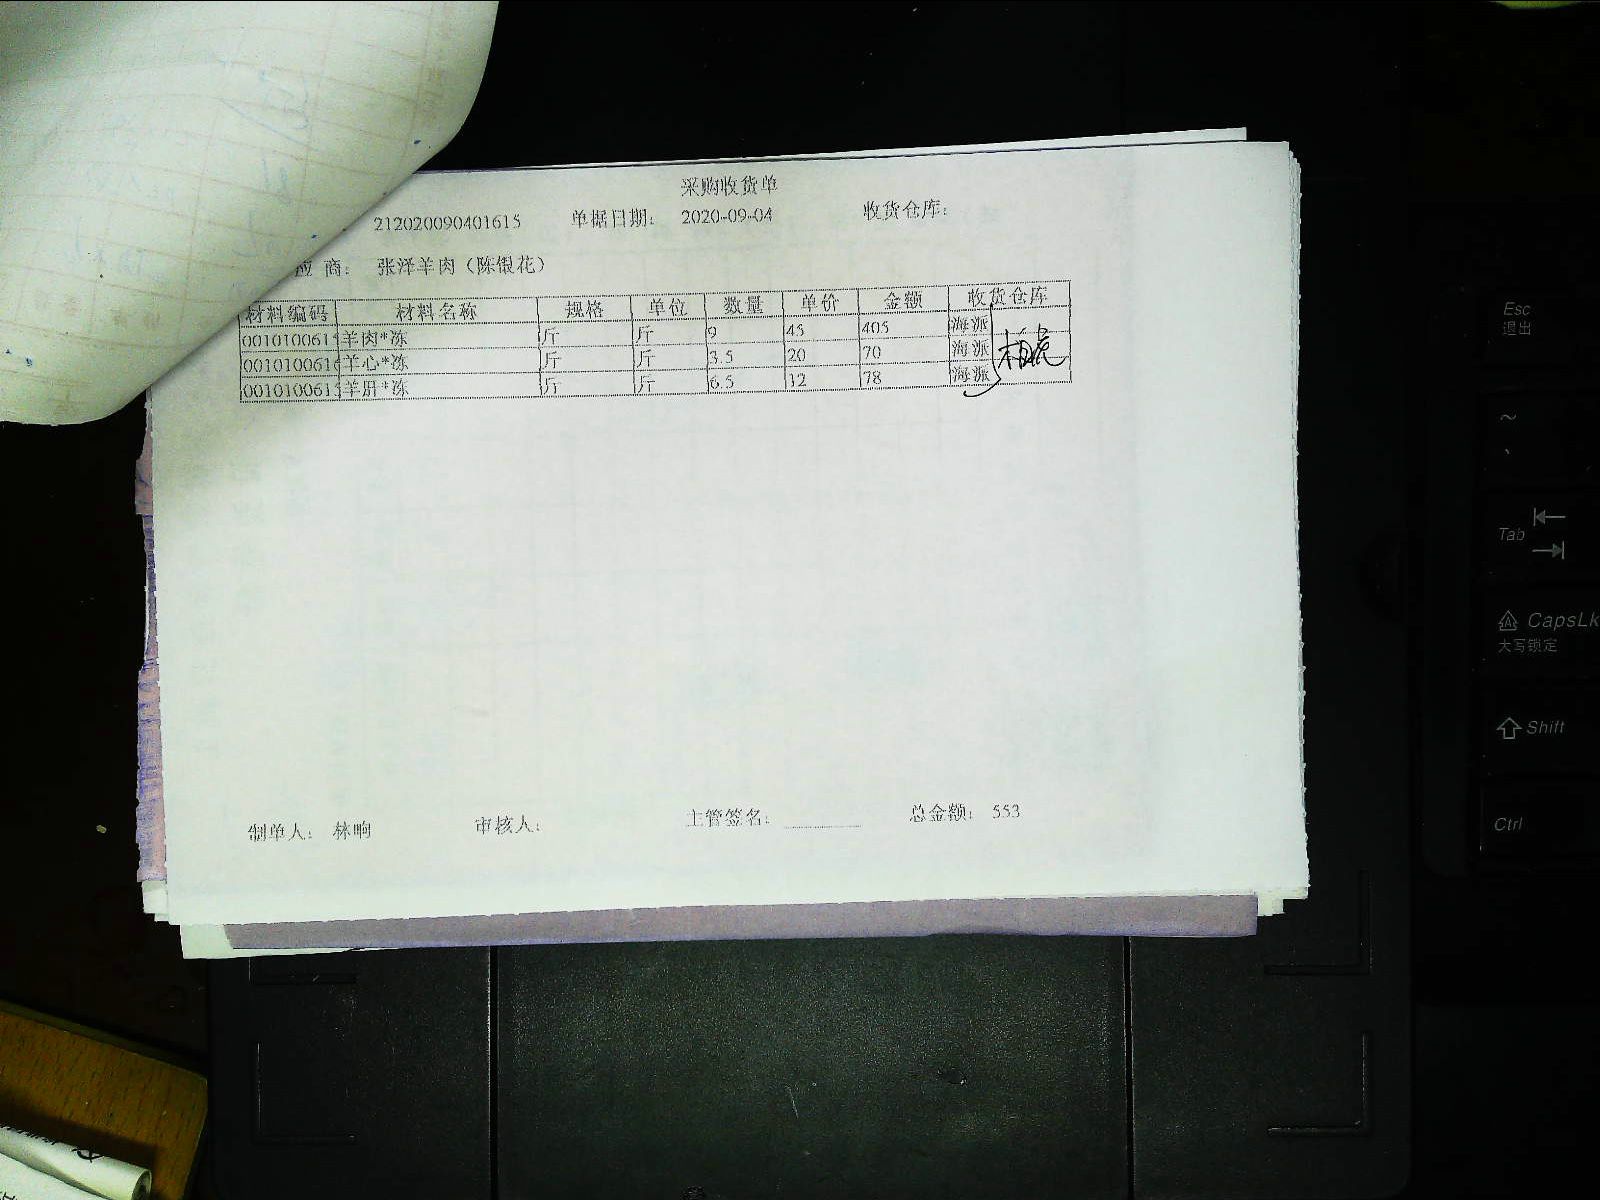 采购收货单
212020090401615 单据日期: 2020-09-04 收货仓库:
应 商: 张泽羊肉（陈银花）
材料编码 材料名称 规格 单位 数量 单价 金额 收货仓库
001010061 羊肉*冻 斤 斤 9 45 405 海派
0010100616 羊心*冻 斤 斤 3.5 20 70 海派
001010061 羊肝*冻 斤 斤 6.5 12 78 海派
制单人: 林响 审核人: 主管签名: 总金额: 553
Esc
退出
~
Tab
CapsLk
大写锁定
Shift
Ctrl